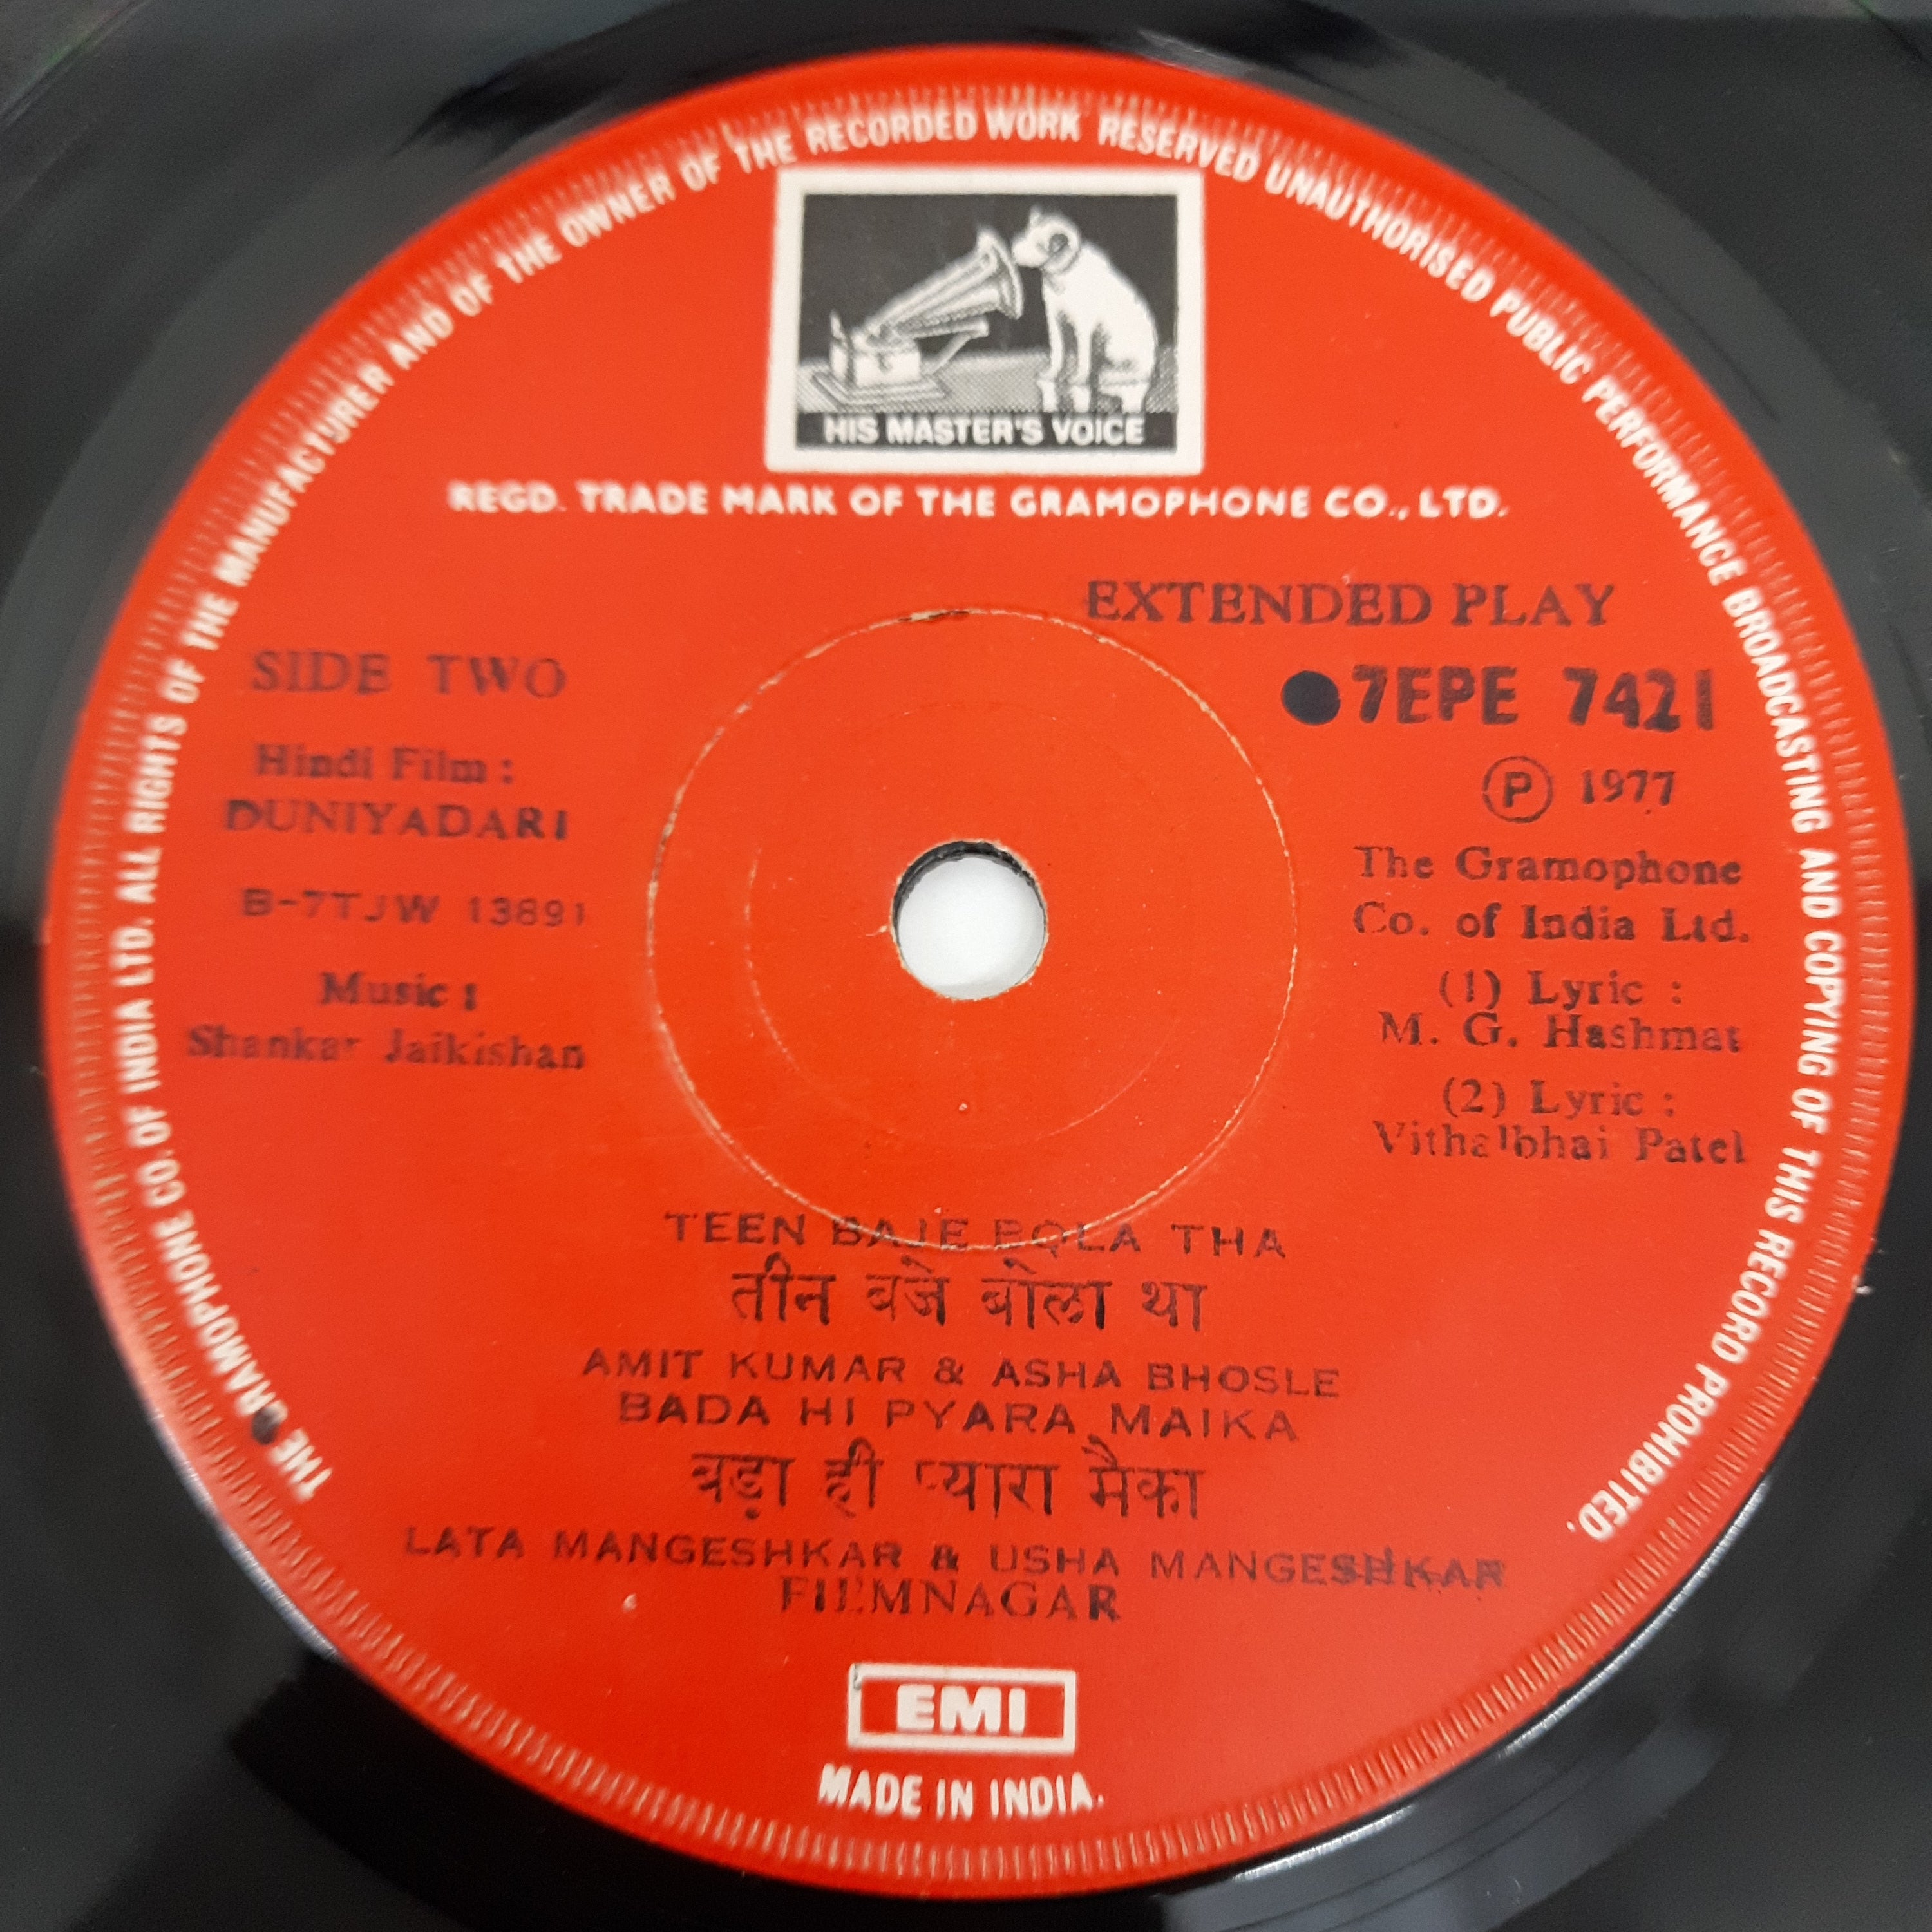 THE GRAMOPHONE CO. OF INDIA LTD. ALL RIGHTS OF THE MANUFACTURER AND OF THE OWNER OF THE RECORDED WORK RESERVED UNAUTHORISED PUBLIC PERFORMANCE BROADCASTING AND COPYING OF THIS RECORD PROHIBITED.
HIS MASTER'S VOICE
REGD. TRADE MARK OF THE GRAMOPHONE CO., LTD.
EXTENDED PLAY
SIDE TWO
●7EPE 7421
Hindi Film :
DUNIYADARI
Ⓟ 1977
B-7TJW 13891
The Gramophone
Co. of India Ltd.
Music :
Shankar Jaikishan
(1) Lyric :
M. G. Hashmat
(2) Lyric :
Vithalbhai Patel
TEEN BAJE BOLA THA
तीन बजे बोला था
AMIT KUMAR & ASHA BHOSLE
BADA HI PYARA MAIKA
बड़ा ही प्यारा मैका
LATA MANGESHKAR & USHA MANGESHKAR
FILMNAGAR
EMI
MADE IN INDIA.